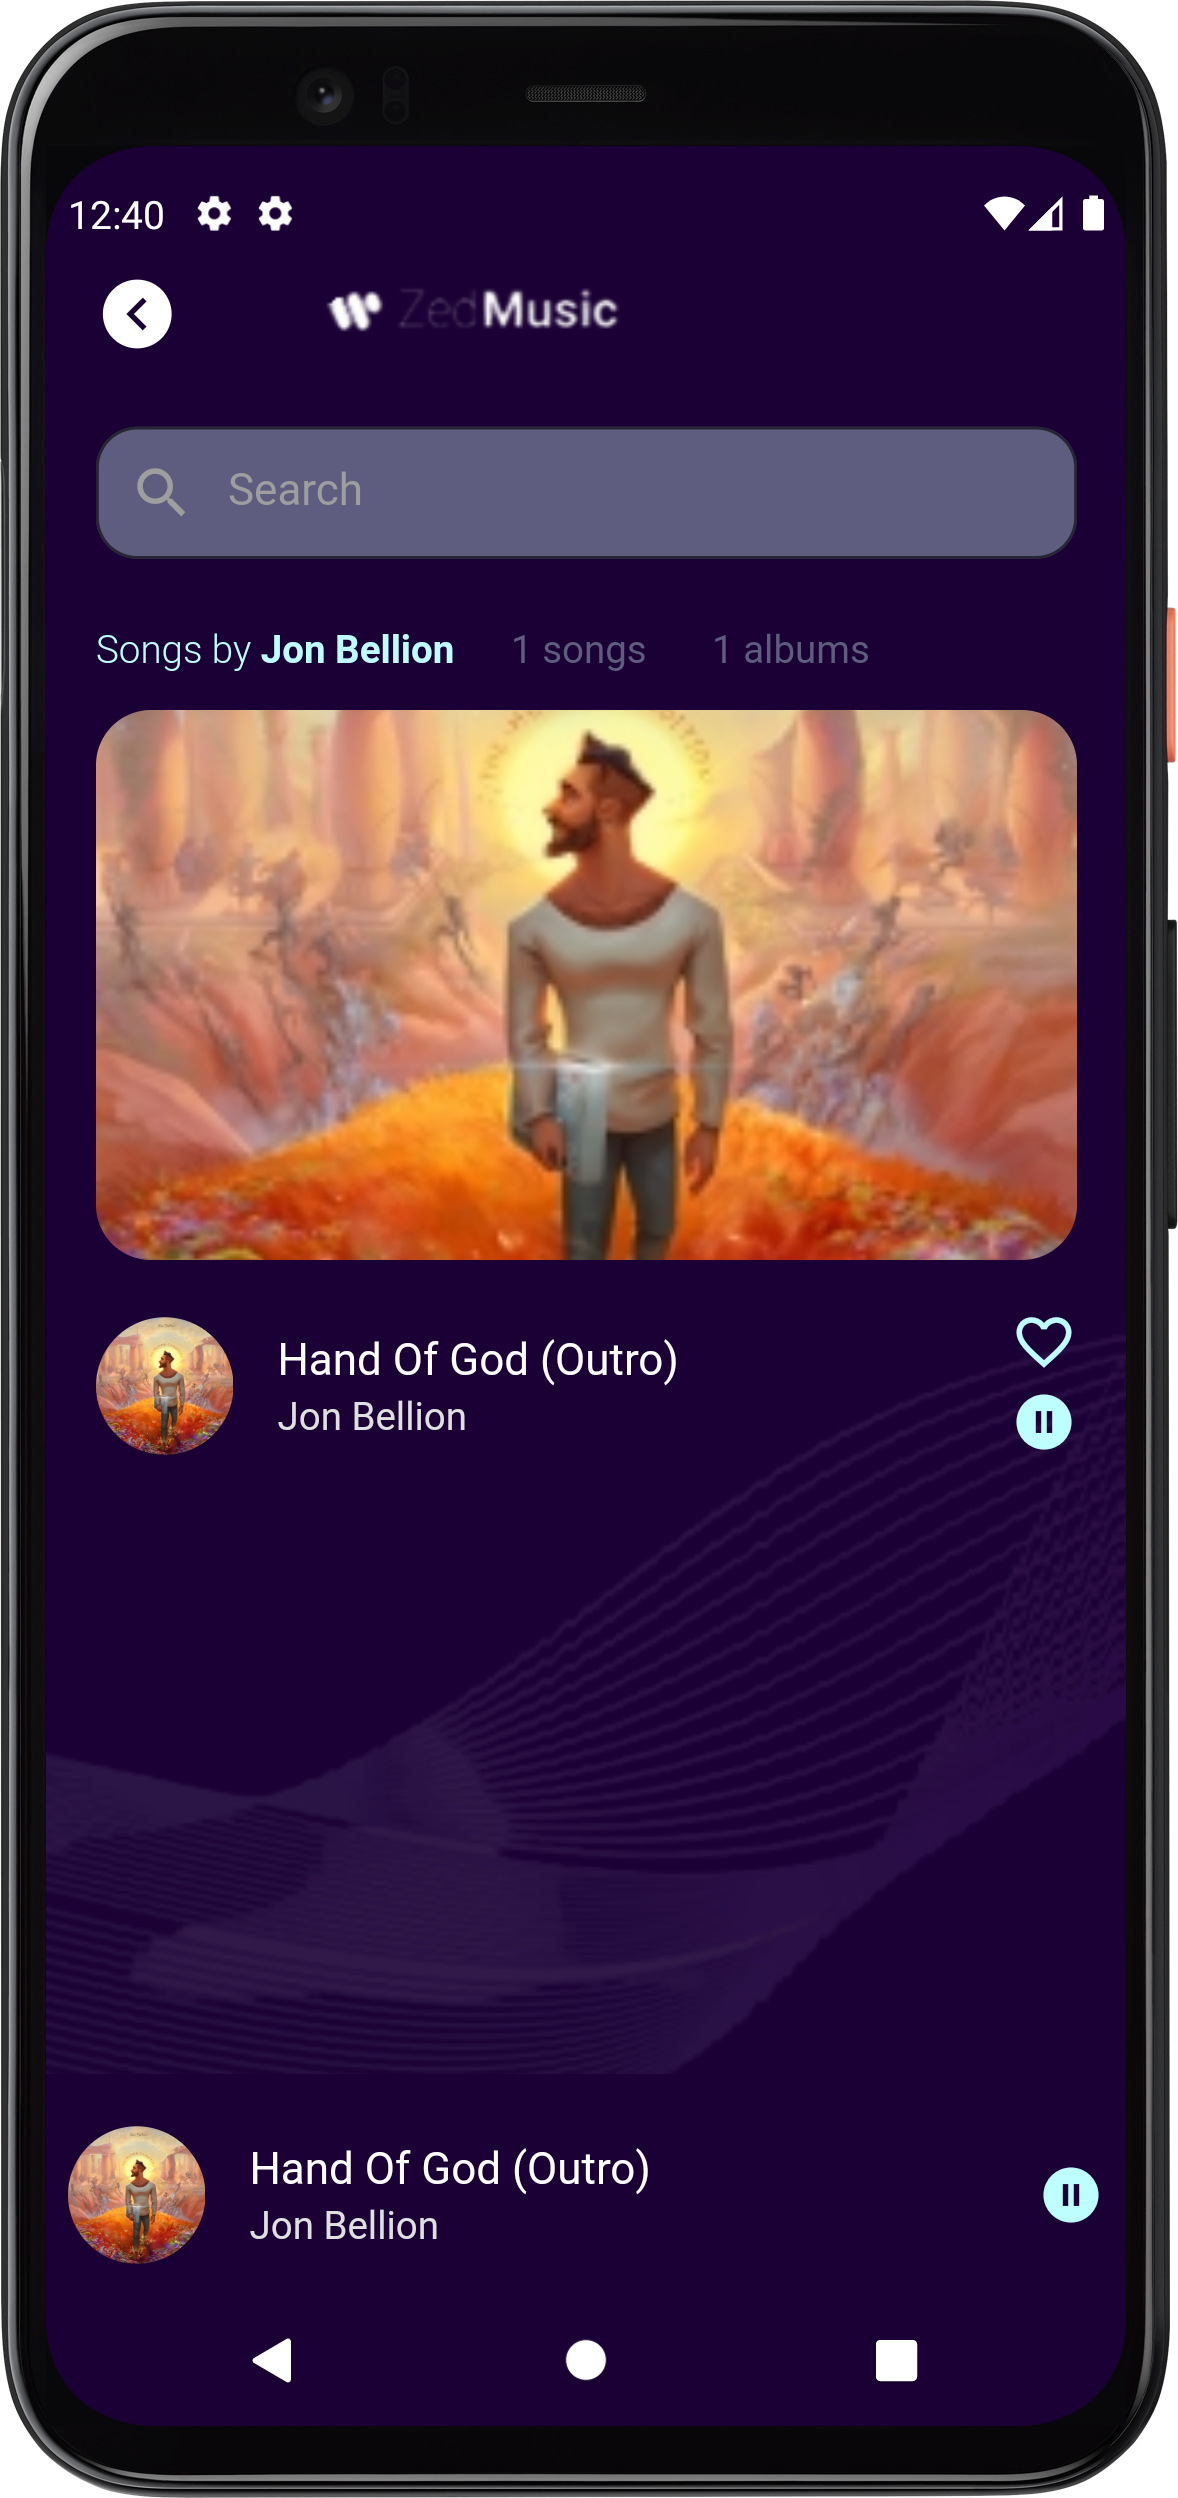 12:40
ZedMusic
Search
Songs by Jon Bellion 1 songs 1 albums
Hand Of God (Outro)
Jon Bellion
Hand Of God (Outro)
Jon Bellion